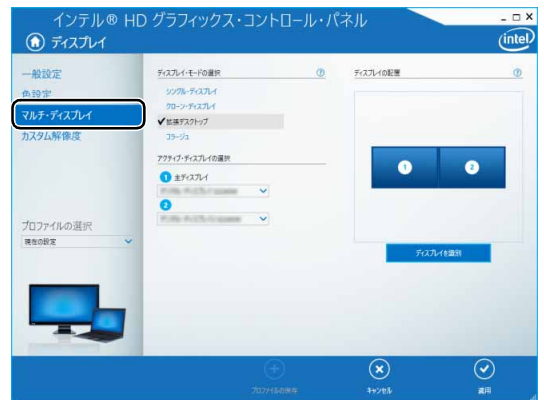 インテル® HD グラフィックス・コントロール・パネル
ディスプレイ
intel
一般設定
色設定
マルチ・ディスプレイ
カスタム解像度
プロファイルの選択
現在の設定
ディスプレイ・モードの選択
シングル・ディスプレイ
クローン・ディスプレイ
拡張デスクトップ
コラージュ
アクティブ・ディスプレイの選択
1 主ディスプレイ
2
ディスプレイの配置
1 2
ディスプレイを識別
プロファイルの保存
キャンセル
適用